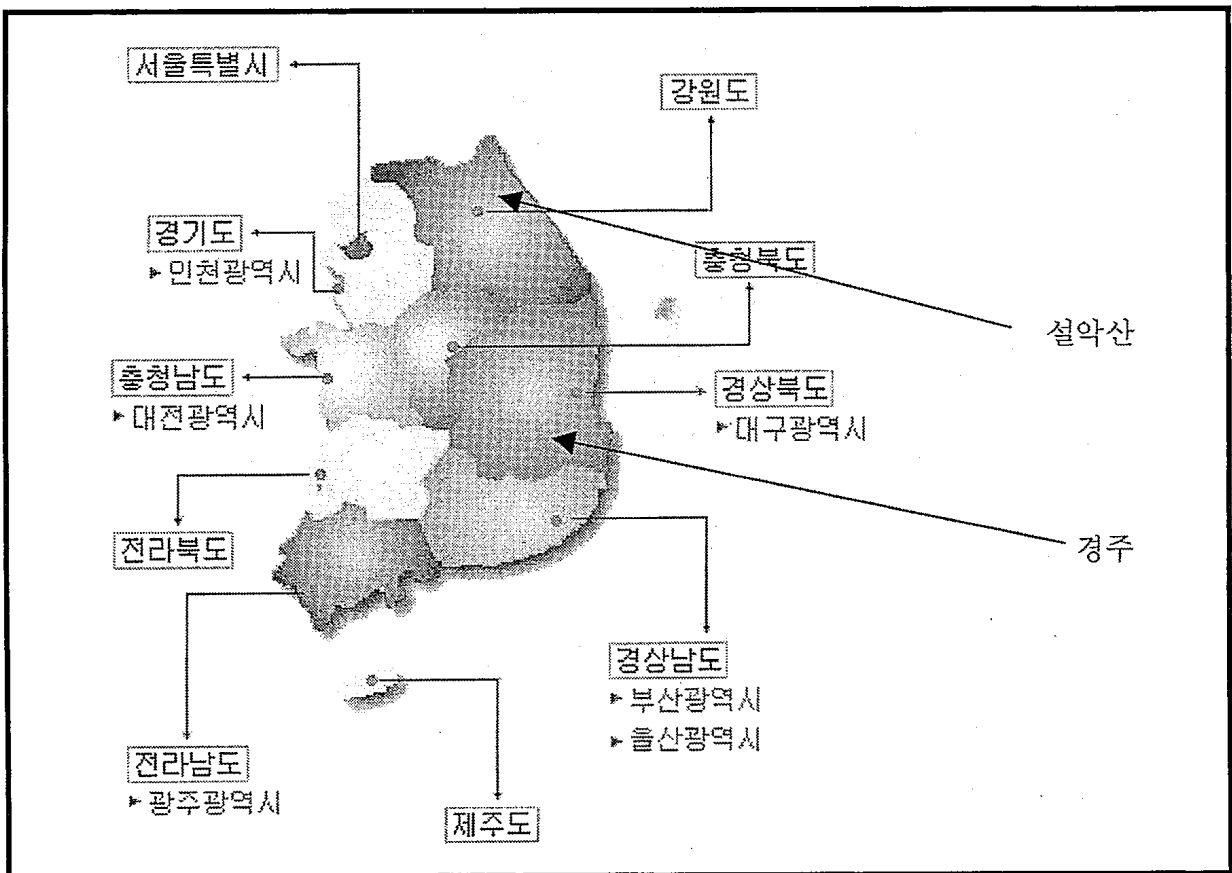 서울특별시
강원도
경기도
▸ 인천광역시
충청북도
설악산
충청남도
▸ 대전광역시
경상북도
▸ 대구광역시
전라북도
경주
경상남도
▸ 부산광역시
▸ 울산광역시
전라남도
▸ 광주광역시
제주도